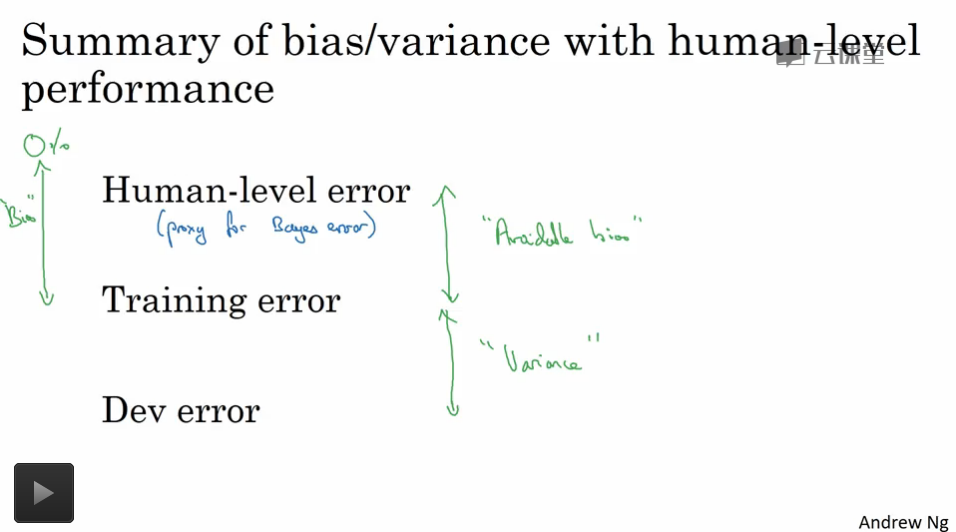 Summary of bias/variance with human-level
performance
云课堂
0%
"Bias"
Human-level error
(proxy for Bayes error)
"Avoidable bias"
Training error
"Variance"
Dev error
Andrew Ng